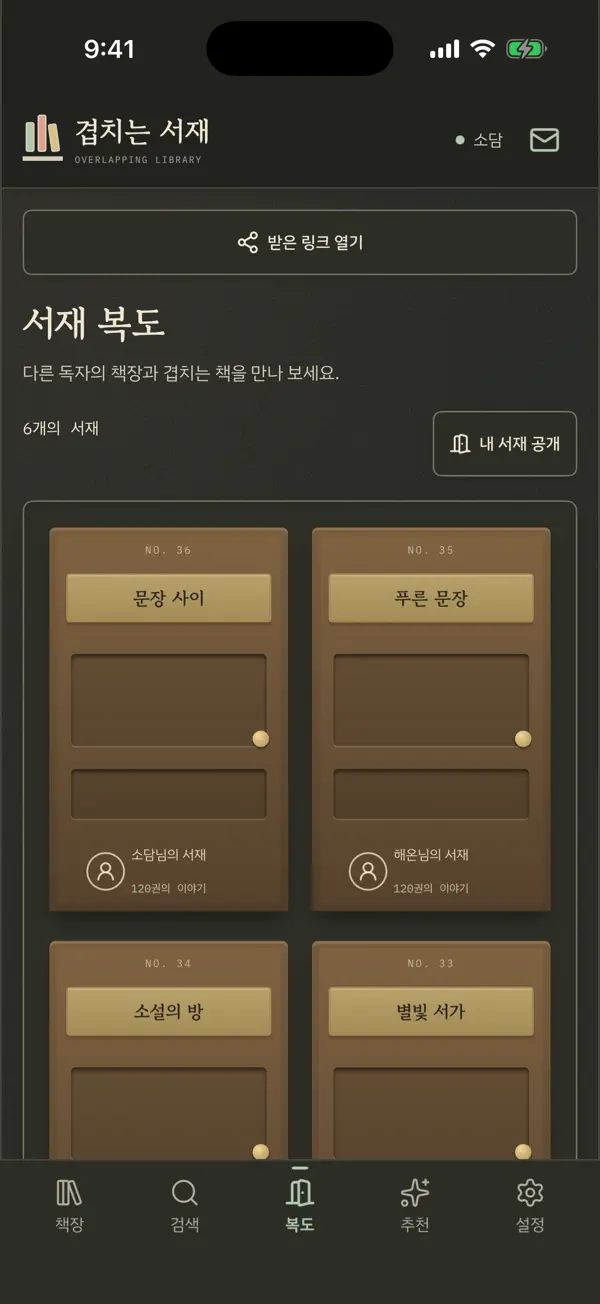 9:41
겹치는 서재
OVERLAPPING LIBRARY
소담
받은 링크 열기
서재 복도
다른 독자의 책장과 겹치는 책을 만나 보세요.
6개의 서재
내 서재 공개
NO. 36
문장 사이
소담님의 서재
120권의 이야기
NO. 35
푸른 문장
해온님의 서재
120권의 이야기
NO. 34
소설의 방
NO. 33
별빛 서가
책장
검색
복도
추천
설정